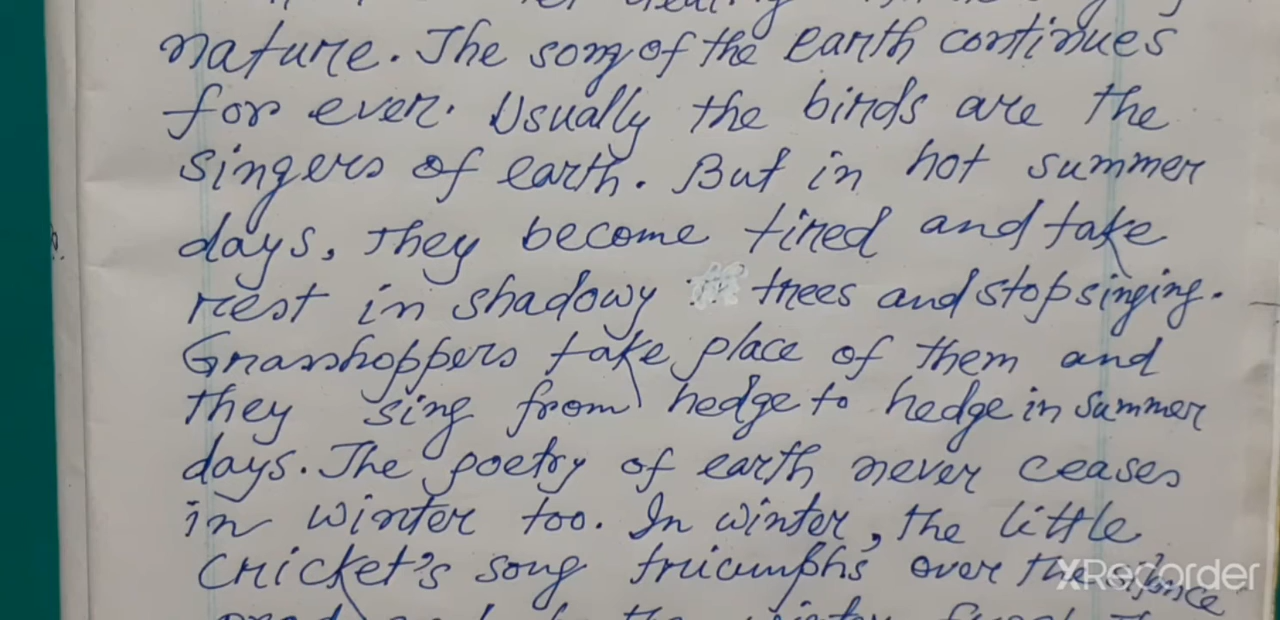 nature. The song of the earth continues
for ever. Usually the birds are the
singers of earth. But in hot summer
days, they become tired and take
rest in shadowy trees and stop singing.
Grasshoppers take place of them and
they sing from hedge to hedge in summer
days. The poetry of earth never ceases
in winter too. In winter, the little
cricket's song triumphs over the silence
XRecorder